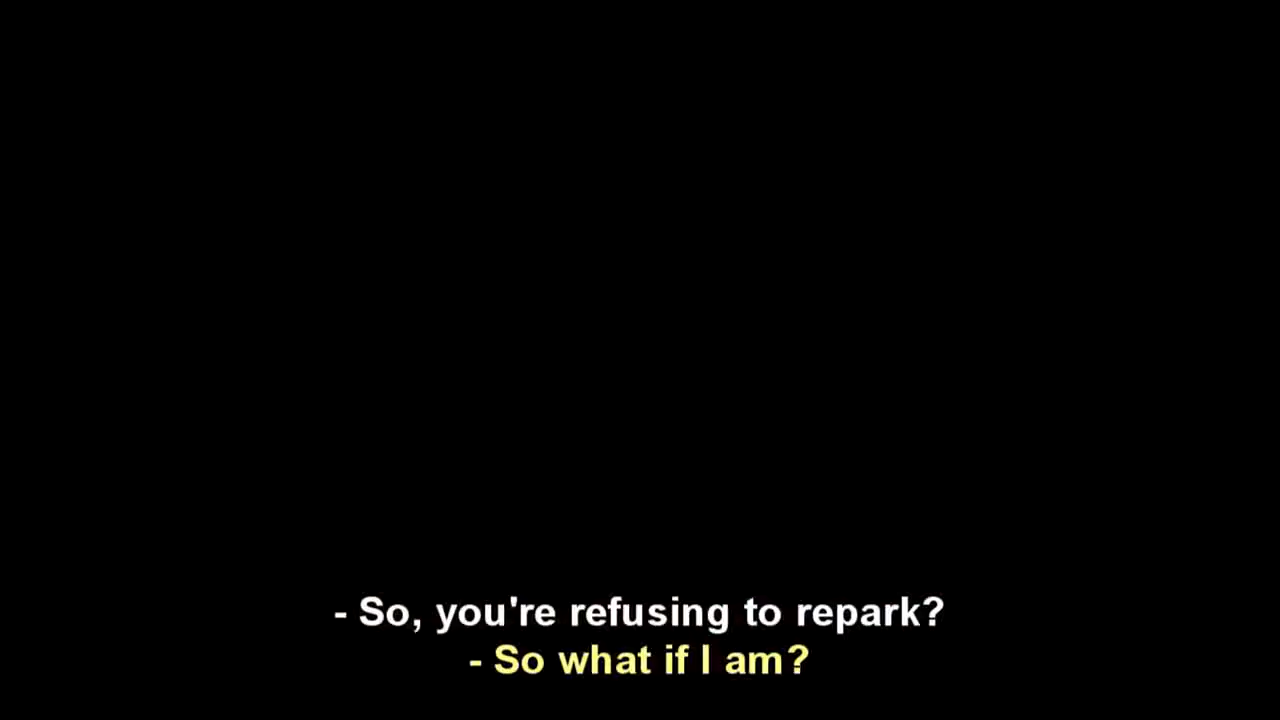 - So, you're refusing to repark?
- So what if I am?